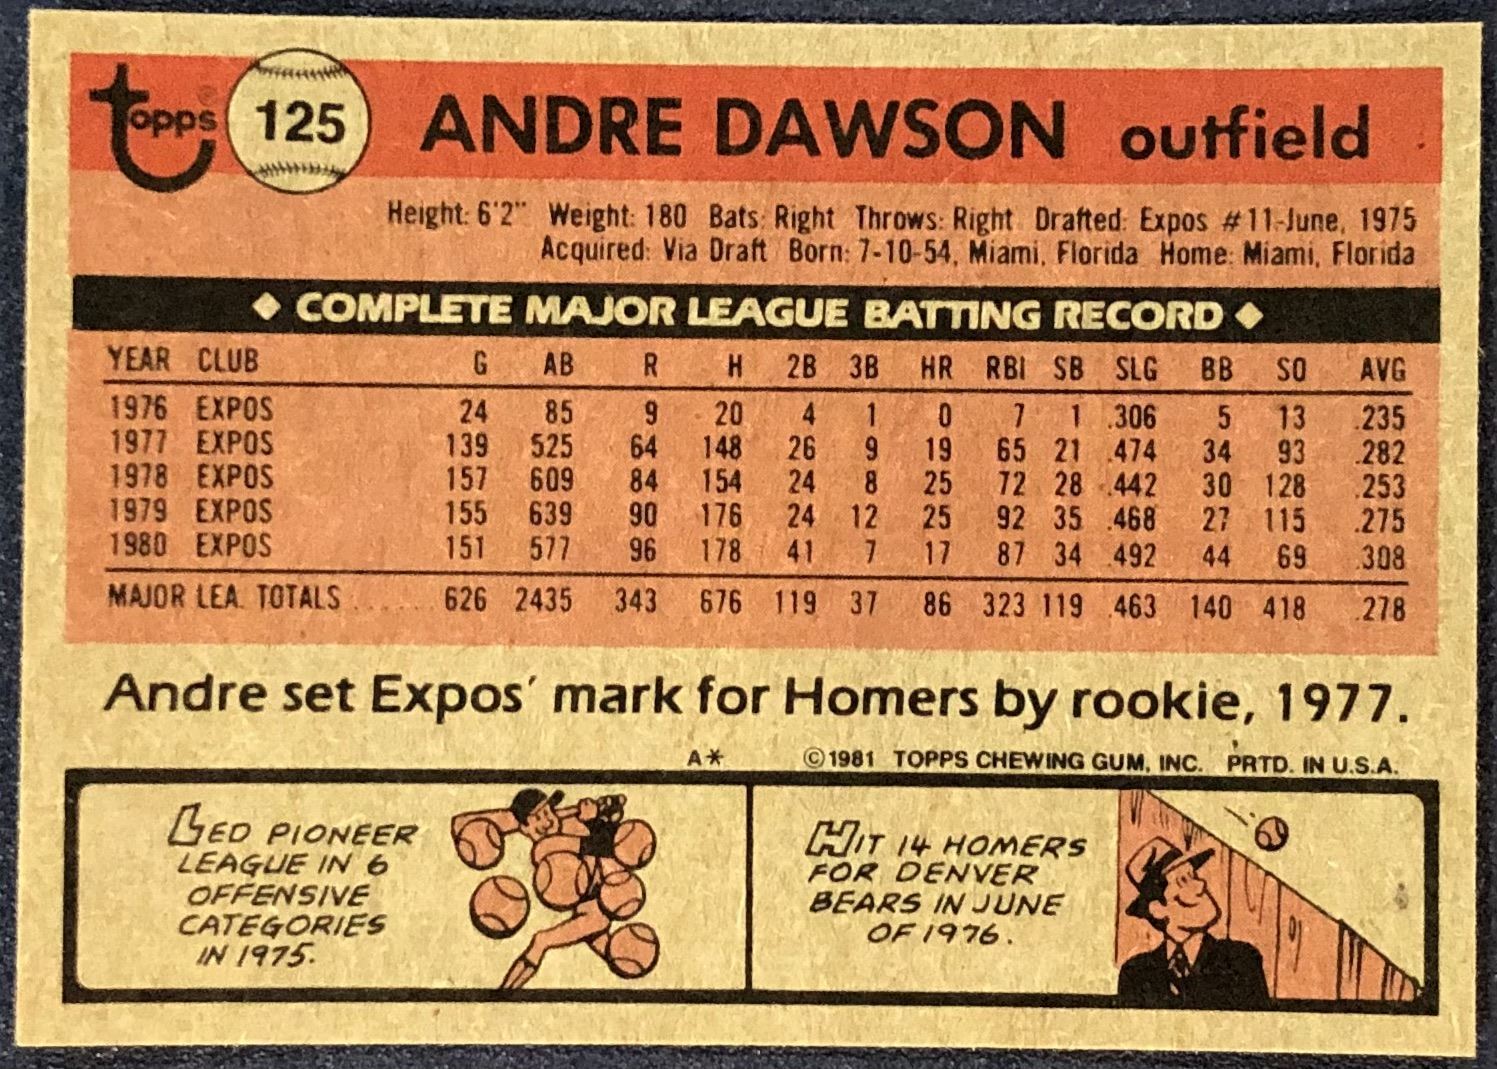 topps® 125 ANDRE DAWSON outfield
Height: 6'2" Weight: 180 Bats: Right Throws: Right Drafted: Expos #11-June, 1975
Acquired: Via Draft Born: 7-10-54, Miami, Florida Home: Miami, Florida
◆ COMPLETE MAJOR LEAGUE BATTING RECORD ◆
YEAR CLUB G AB R H 2B 3B HR RBI SB SLG BB SO AVG
1976 EXPOS 24 85 9 20 4 1 0 7 1 .306 5 13 .235
1977 EXPOS 139 525 64 148 26 9 19 65 21 .474 34 93 .282
1978 EXPOS 157 609 84 154 24 8 25 72 28 .442 30 128 .253
1979 EXPOS 155 639 90 176 24 12 25 92 35 .468 27 115 .275
1980 EXPOS 151 577 96 178 41 7 17 87 34 .492 44 69 .308
MAJOR LEA. TOTALS ...... 626 2435 343 676 119 37 86 323 119 .463 140 418 .278
Andre set Expos' mark for Homers by rookie, 1977.
A* ©1981 TOPPS CHEWING GUM, INC. PRTD. IN U.S.A.
LED PIONEER
LEAGUE IN 6
OFFENSIVE
CATEGORIES
IN 1975.
HIT 14 HOMERS
FOR DENVER
BEARS IN JUNE
OF 1976.